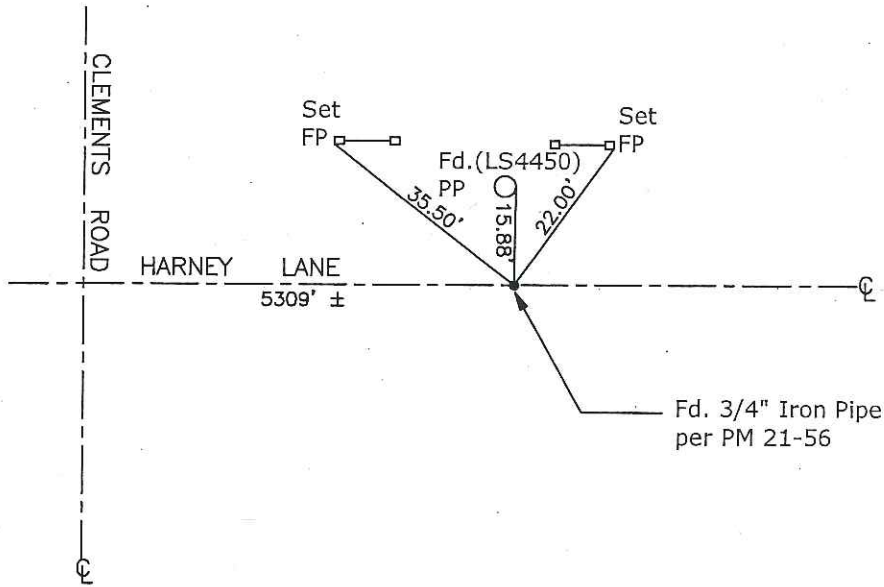 CLEMENTS ROAD
Set
FP
Set
FP
Fd.(LS4450)
PP
35.50'
15.88'
22.00'
HARNEY LANE
5309' ±
℄
Fd. 3/4" Iron Pipe
per PM 21-56
℄